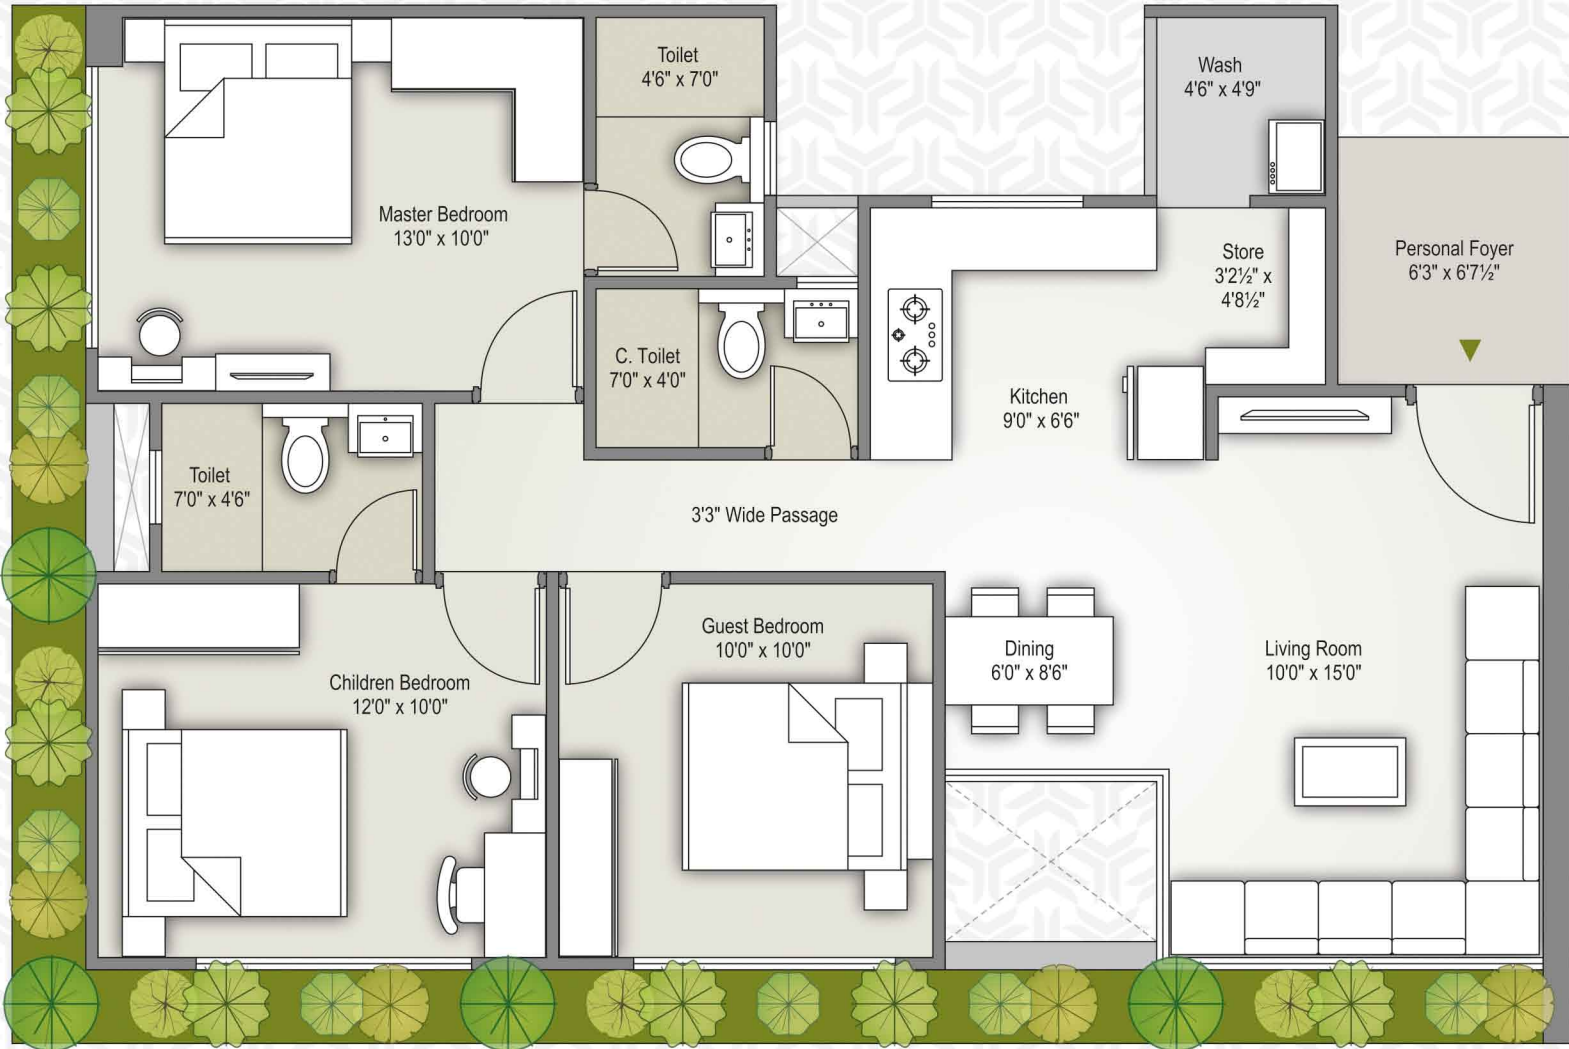 Toilet
4'6" x 7'0"
Wash
4'6" x 4'9"
Master Bedroom
13'0" x 10'0"
Store
3'2½" x
4'8½"
Personal Foyer
6'3" x 6'7½"
C. Toilet
7'0" x 4'0"
Kitchen
9'0" x 6'6"
Toilet
7'0" x 4'6"
3'3" Wide Passage
Guest Bedroom
10'0" x 10'0"
Dining
6'0" x 8'6"
Living Room
10'0" x 15'0"
Children Bedroom
12'0" x 10'0"